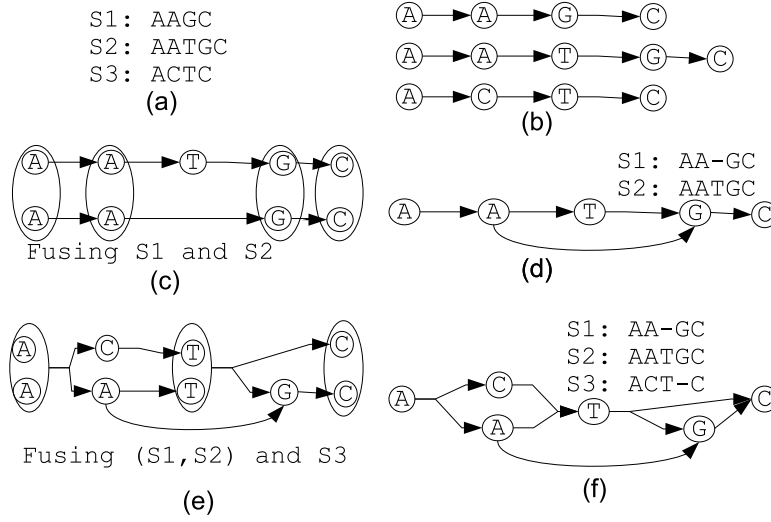 S1: AAGC
S2: AATGC
S3: ACTC
(a)
A A G C
A A T G C
A C T C
(b)
A A T G C
A A G C
Fusing S1 and S2
(c)
S1: AA-GC
S2: AATGC
A A T G C
(d)
A C T C
A A T G C
Fusing (S1,S2) and S3
(e)
S1: AA-GC
S2: AATGC
S3: ACT-C
A C T C
A G
(f)